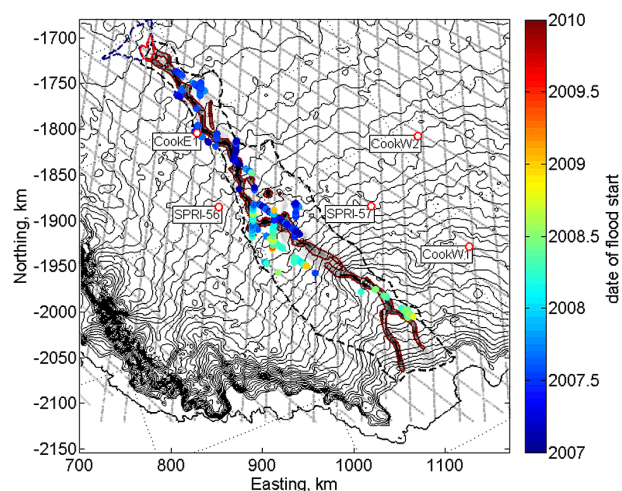 -1700
-1750
-1800
-1850
-1900
-1950
-2000
-2050
-2100
-2150
Northing, km
700
800
900
1000
1100
Easting, km
CookE1
CookW2
SPRI-56
SPRI-57
CookW1
2010
2009.5
2009
2008.5
2008
2007.5
2007
date of flood start